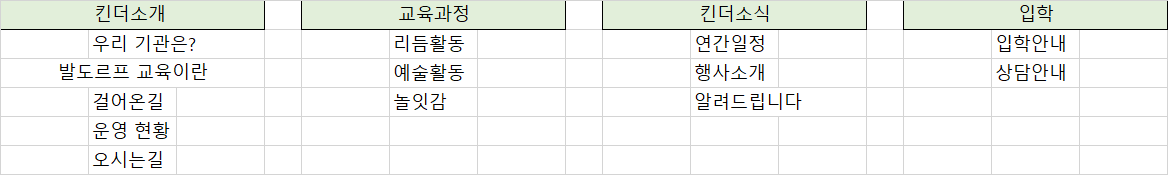 킨더소개 교육과정 킨더소식 입학
우리 기관은? 리듬활동 연간일정 입학안내
발도르프 교육이란 예술활동 행사소개 상담안내
걸어온길 놀잇감 알려드립니다
운영 현황
오시는길